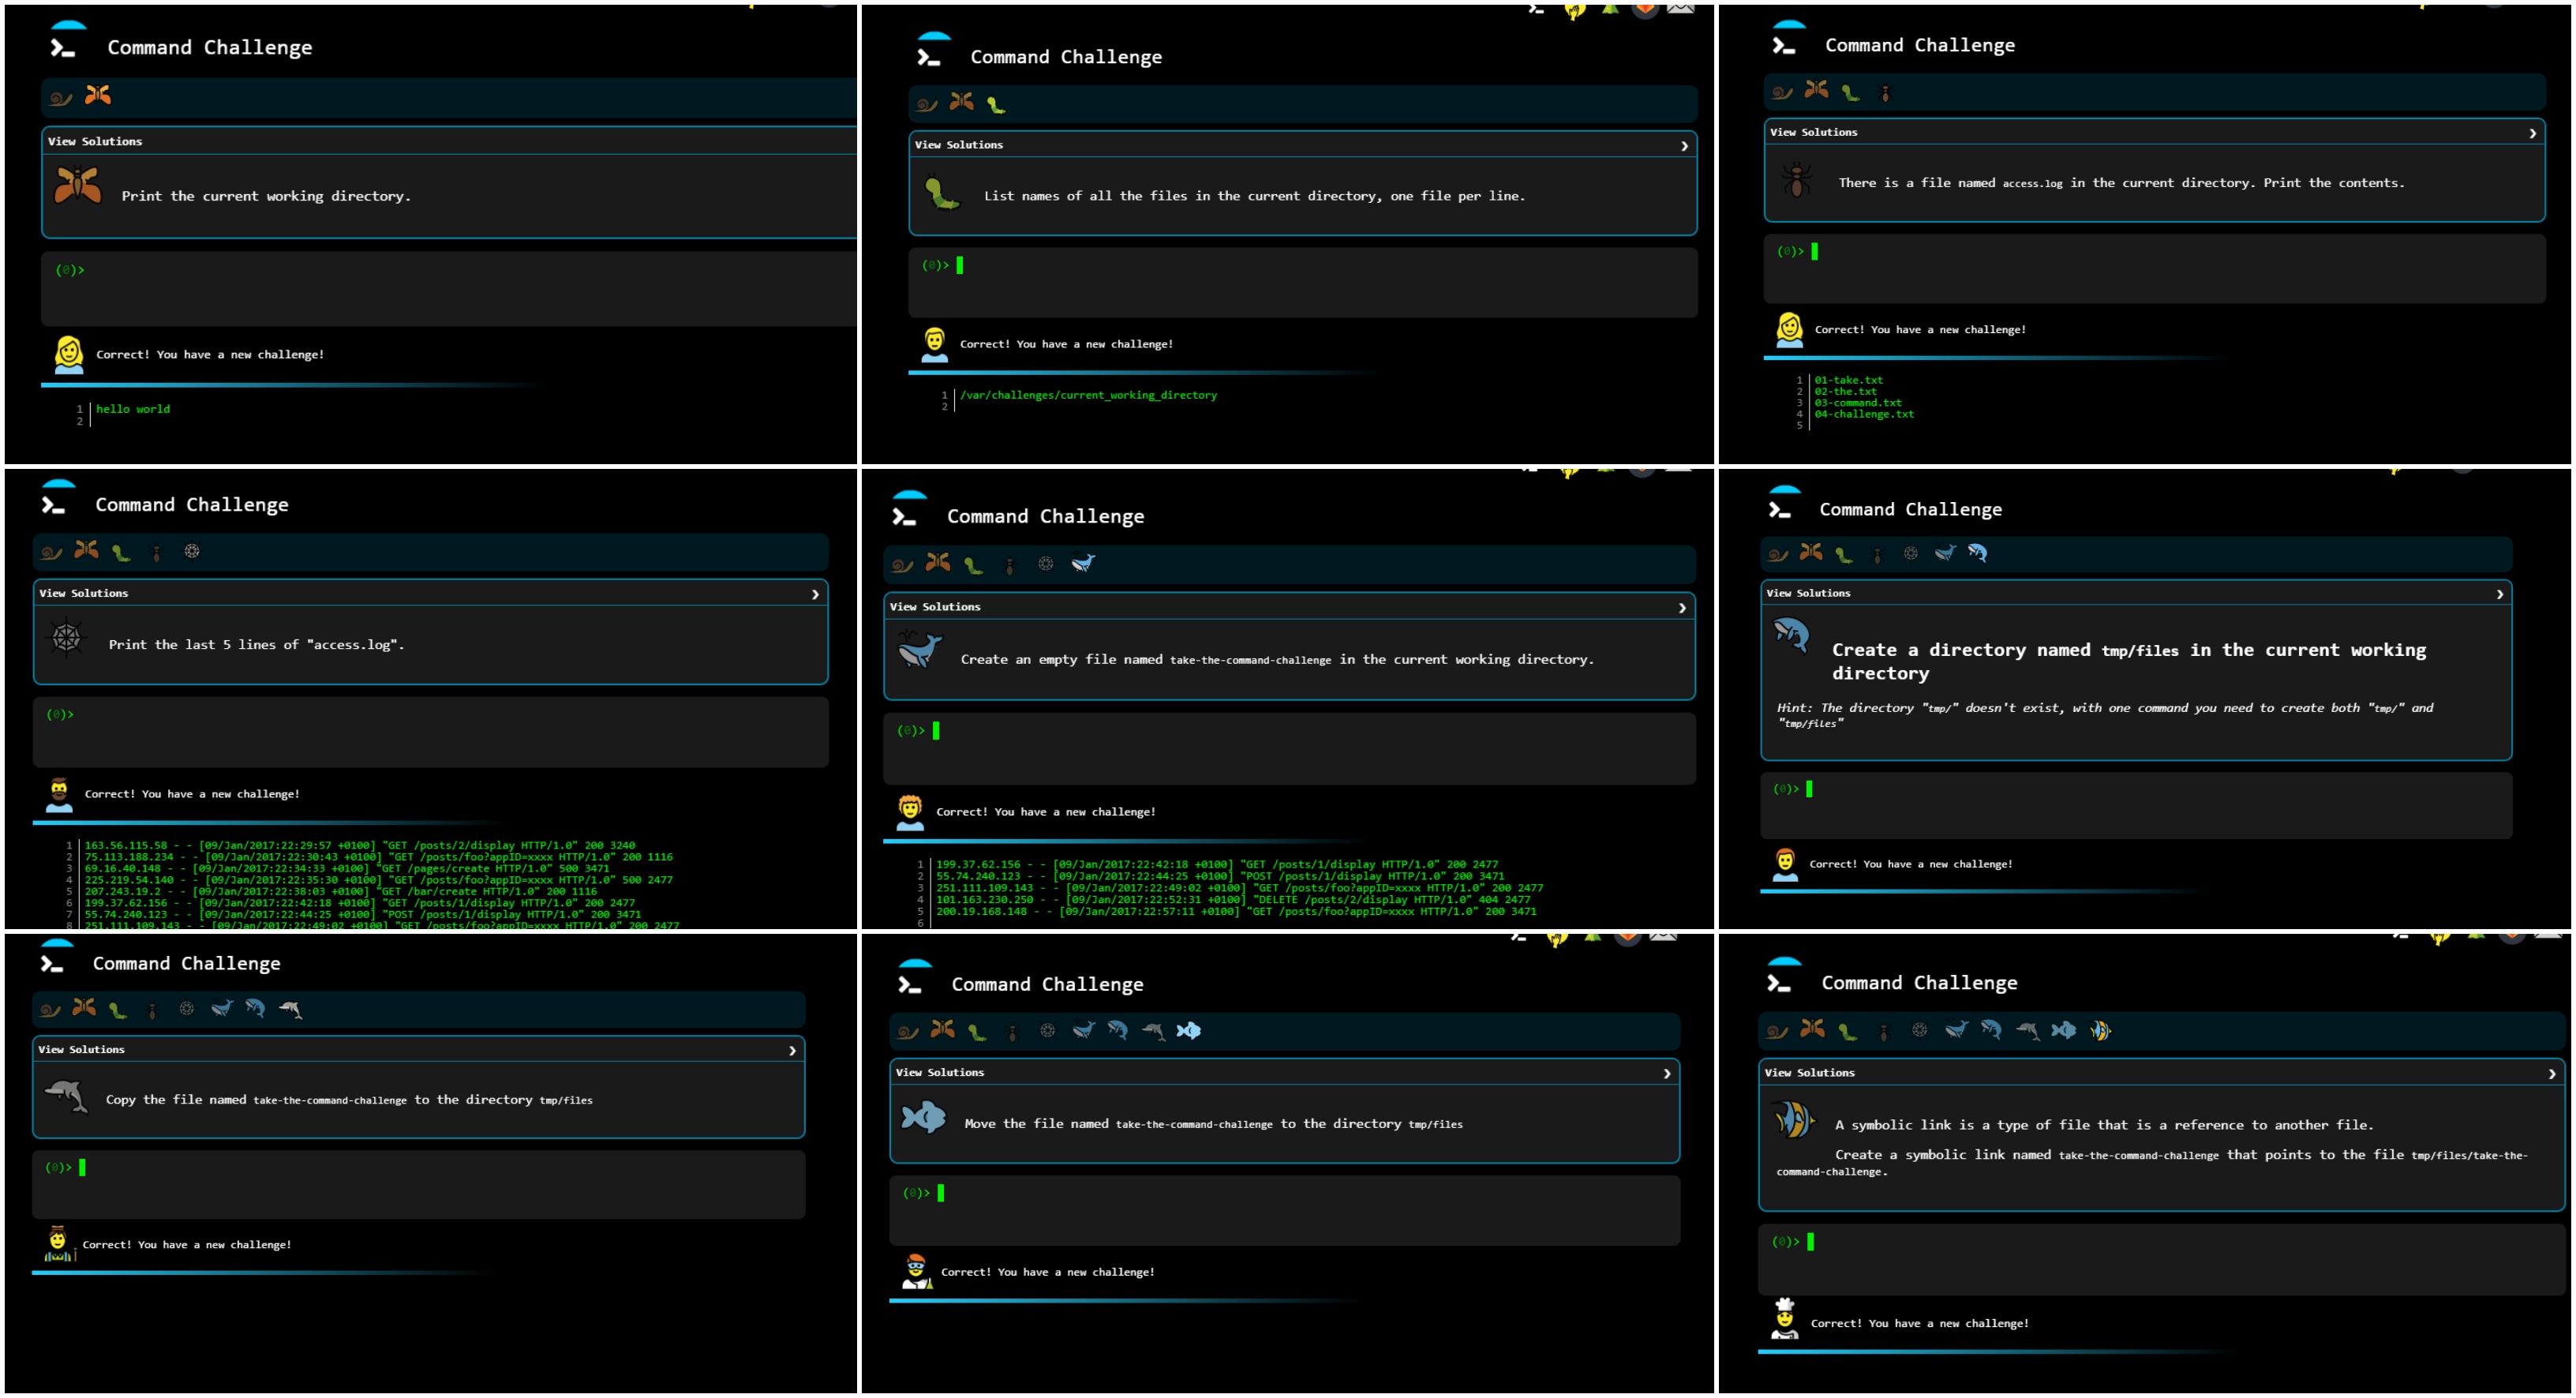 Command Challenge
View Solutions
Print the current working directory.
(0)>
Correct! You have a new challenge!
1 hello world
2
Command Challenge
View Solutions
List names of all the files in the current directory, one file per line.
(0)>
Correct! You have a new challenge!
1 /var/challenges/current_working_directory
2
Command Challenge
View Solutions
There is a file named access.log in the current directory. Print the contents.
(0)>
Correct! You have a new challenge!
1 01-take.txt
2 02-the.txt
3 03-command.txt
4 04-challenge.txt
5
Command Challenge
View Solutions
Print the last 5 lines of "access.log".
(0)>
Correct! You have a new challenge!
1 163.56.115.58 - - [09/Jan/2017:22:29:57 +0100] "GET /posts/2/display HTTP/1.0" 200 3240
2 75.113.188.234 - - [09/Jan/2017:22:30:43 +0100] "GET /posts/foo?appID=xxxx HTTP/1.0" 200 1116
3 69.16.40.148 - - [09/Jan/2017:22:34:33 +0100] "GET /pages/create HTTP/1.0" 500 3471
4 225.219.54.140 - - [09/Jan/2017:22:35:30 +0100] "GET /posts/foo?appID=xxxx HTTP/1.0" 500 2477
5 207.243.19.2 - - [09/Jan/2017:22:38:03 +0100] "GET /bar/create HTTP/1.0" 200 1116
6 199.37.62.156 - - [09/Jan/2017:22:42:18 +0100] "GET /posts/1/display HTTP/1.0" 200 2477
7 55.74.240.123 - - [09/Jan/2017:22:44:25 +0100] "POST /posts/1/display HTTP/1.0" 200 3471
8 251.111.109.143 - - [09/Jan/2017:22:49:02 +0100] "GET /posts/foo?appID=xxxx HTTP/1.0" 200 2477
Command Challenge
View Solutions
Create an empty file named take-the-command-challenge in the current working directory.
(0)>
Correct! You have a new challenge!
1 199.37.62.156 - - [09/Jan/2017:22:42:18 +0100] "GET /posts/1/display HTTP/1.0" 200 2477
2 55.74.240.123 - - [09/Jan/2017:22:44:25 +0100] "POST /posts/1/display HTTP/1.0" 200 3471
3 251.111.109.143 - - [09/Jan/2017:22:49:02 +0100] "GET /posts/foo?appID=xxxx HTTP/1.0" 200 2477
4 101.163.230.250 - - [09/Jan/2017:22:52:31 +0100] "DELETE /posts/2/display HTTP/1.0" 404 2477
5 200.19.168.148 - - [09/Jan/2017:22:57:11 +0100] "GET /posts/foo?appID=xxxx HTTP/1.0" 200 3471
6
Command Challenge
View Solutions
Create a directory named tmp/files in the current working
directory
Hint: The directory "tmp/" doesn't exist, with one command you need to create both "tmp/" and
"tmp/files"
(0)>
Correct! You have a new challenge!
Command Challenge
View Solutions
Copy the file named take-the-command-challenge to the directory tmp/files
(0)>
Correct! You have a new challenge!
Command Challenge
View Solutions
Move the file named take-the-command-challenge to the directory tmp/files
(0)>
Correct! You have a new challenge!
Command Challenge
View Solutions
A symbolic link is a type of file that is a reference to another file.
Create a symbolic link named take-the-command-challenge that points to the file tmp/files/take-the-
command-challenge.
(0)>
Correct! You have a new challenge!